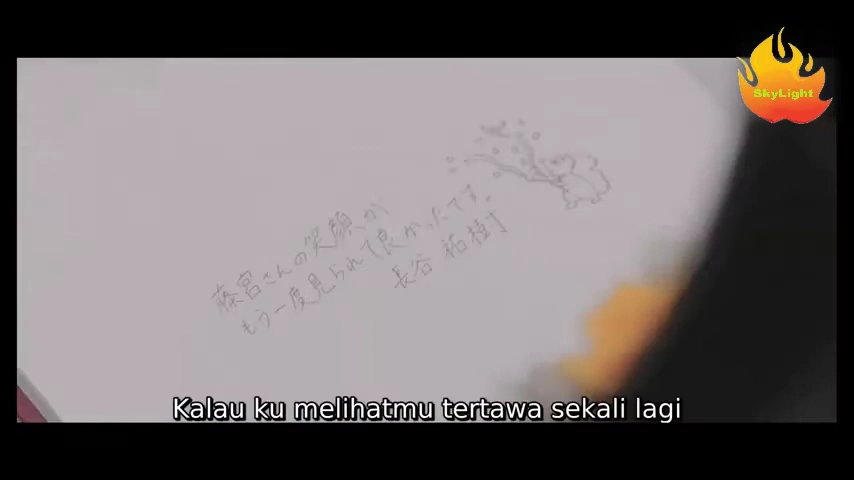 SkyLight
藤宮さんの笑顔が
もう一度見られて良かったです。
長谷 祐樹
Kalau ku melihatmu tertawa sekali lagi